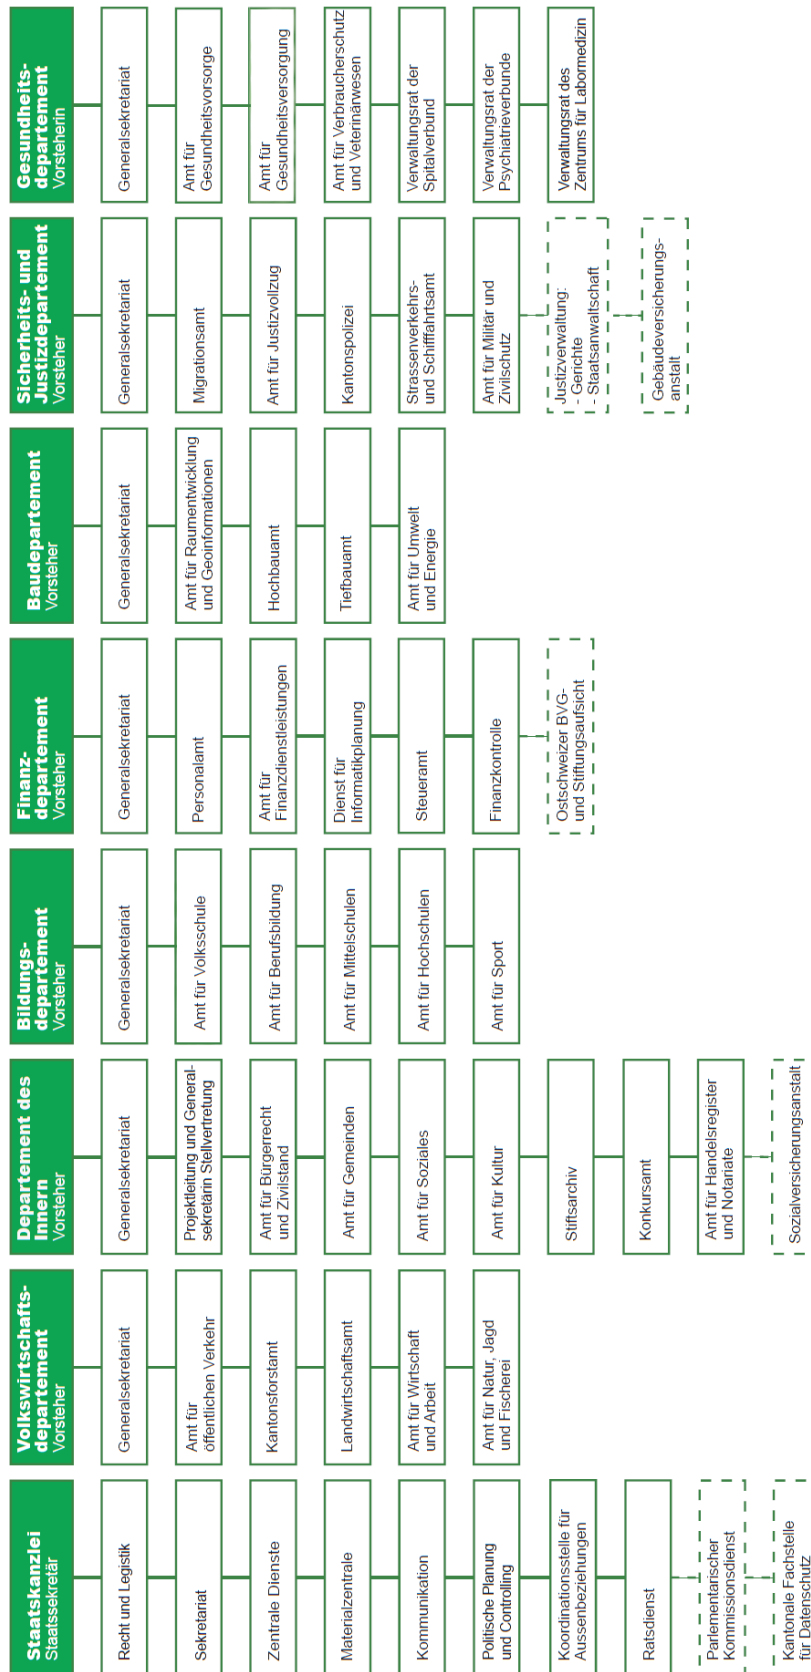 Staatskanzlei
Staatssekretär
Recht und Legistik
Sekretariat
Zentrale Dienste
Materialzentrale
Kommunikation
Politische Planung
und Controlling
Koordinationsstelle für
Aussenbeziehungen
Ratsdienst
Parlementarischer
Kommissionsdienst
Kantonale Fachstelle
für Datenschutz
Volkswirtschafts-
departement
Vorsteher
Generalsekretariat
Amt für
öffentlichen Verkehr
Kantonsforstamt
Landwirtschaftsamt
Amt für Wirtschaft
und Arbeit
Amt für Natur, Jagd
und Fischerei
Departement des
Innern
Vorsteher
Generalsekretariat
Projektleitung und General-
sekretärin Stellvertretung
Amt für Bürgerrecht
und Zivilstand
Amt für Gemeinden
Amt für Soziales
Amt für Kultur
Stiftsarchiv
Konkursamt
Amt für Handelsregister
und Notariate
Sozialversicherungsanstalt
Bildungs-
departement
Vorsteher
Generalsekretariat
Amt für Volksschule
Amt für Berufsbildung
Amt für Mittelschulen
Amt für Hochschulen
Amt für Sport
Finanz-
departement
Vorsteher
Generalsekretariat
Personalamt
Amt für
Finanzdienstleistungen
Dienst für
Informatikplanung
Steueramt
Finanzkontrolle
Ostschweizer BVG-
und Stiftungsaufsicht
Baudepartement
Vorsteher
Generalsekretariat
Amt für Raumentwicklung
und Geoinformationen
Hochbauamt
Tiefbauamt
Amt für Umwelt
und Energie
Sicherheits- und
Justizdepartement
Vorsteher
Generalsekretariat
Migrationsamt
Amt für Justizvollzug
Kantonspolizei
Strassenverkehrs-
und Schifffahrtsamt
Amt für Militär und
Zivilschutz
Justizverwaltung:
- Gerichte
- Staatsanwaltschaft
Gebäudeversicherungs-
anstalt
Gesundheits-
departement
Vorsteherin
Generalsekretariat
Amt für
Gesundheitsvorsorge
Amt für
Gesundheitsversorgung
Amt für Verbraucherschutz
und Veterinärwesen
Verwaltungsrat der
Spitalverbund
Verwaltungsrat der
Psychiatrieverbunde
Verwaltungsrat des
Zentrums für Labormedizin